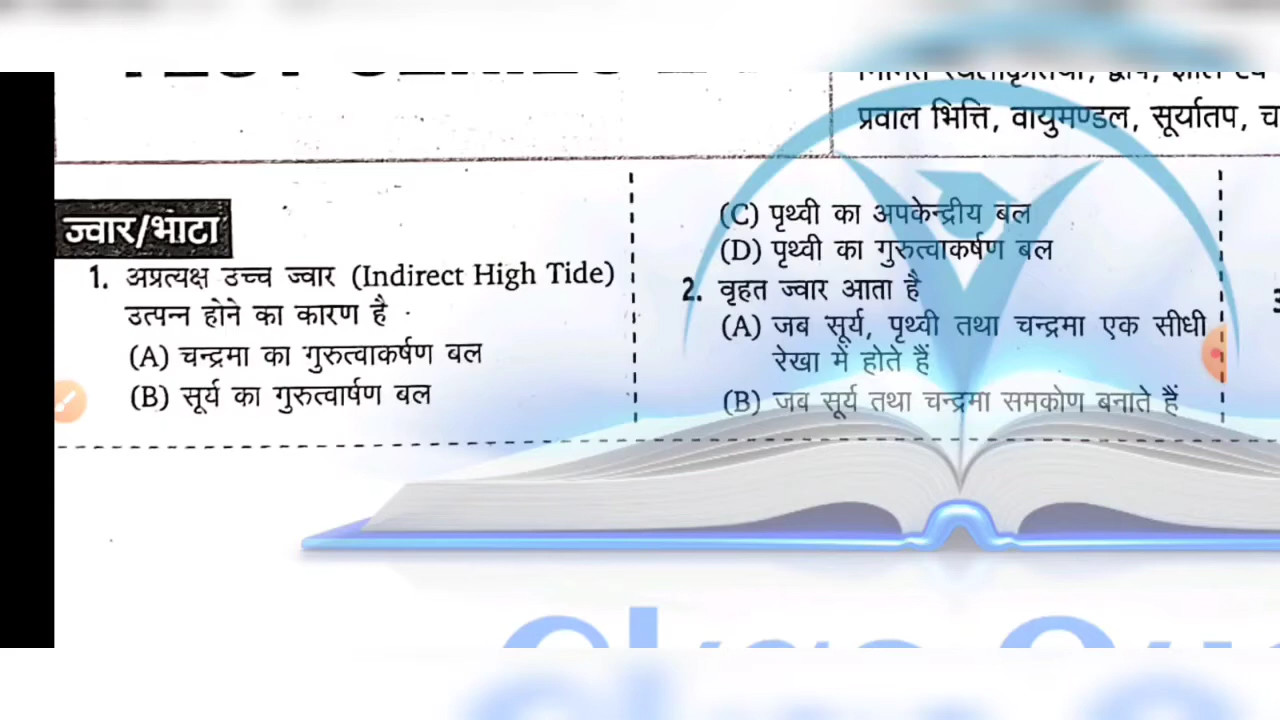 प्रवाल भित्ति, वायुमण्डल, सूर्यातप,
ज्वार/भाटा
1. अप्रत्यक्ष उच्च ज्वार (Indirect High Tide)
उत्पन्न होने का कारण है
(A) चन्द्रमा का गुरुत्वाकर्षण बल
(B) सूर्य का गुरुत्वार्षण बल
(C) पृथ्वी का अपकेन्द्रीय बल
(D) पृथ्वी का गुरुत्वाकर्षण बल
2. वृहत ज्वार आता है
(A) जब सूर्य, पृथ्वी तथा चन्द्रमा एक सीधी
रेखा में होते हैं
(B) जब सूर्य तथा चन्द्रमा समकोण बनाते हैं